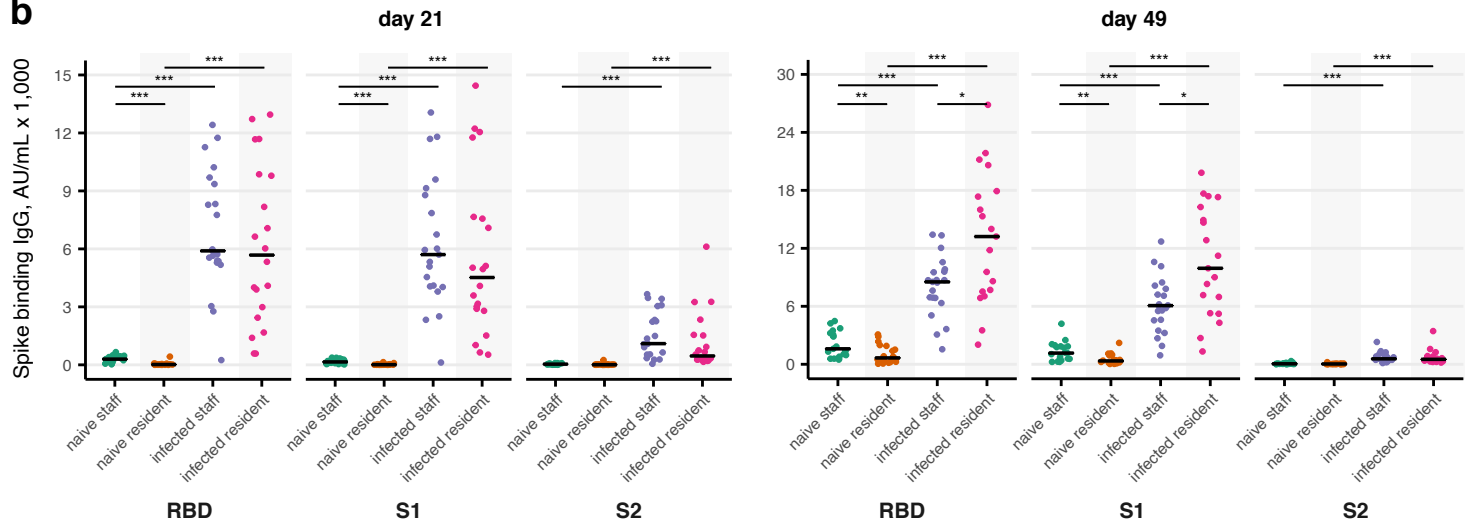 b
day 21
day 49
Spike binding IgG, AU/mL x 1,000
15
12
9
6
3
0
*** *** ***
*** *** ***
*** ***
30
24
18
12
6
0
*** *** ** *
*** *** ** *
*** ***
naive staff
naive resident
infected staff
infected resident
naive staff
naive resident
infected staff
infected resident
naive staff
naive resident
infected staff
infected resident
naive staff
naive resident
infected staff
infected resident
naive staff
naive resident
infected staff
infected resident
naive staff
naive resident
infected staff
infected resident
RBD
S1
S2
RBD
S1
S2